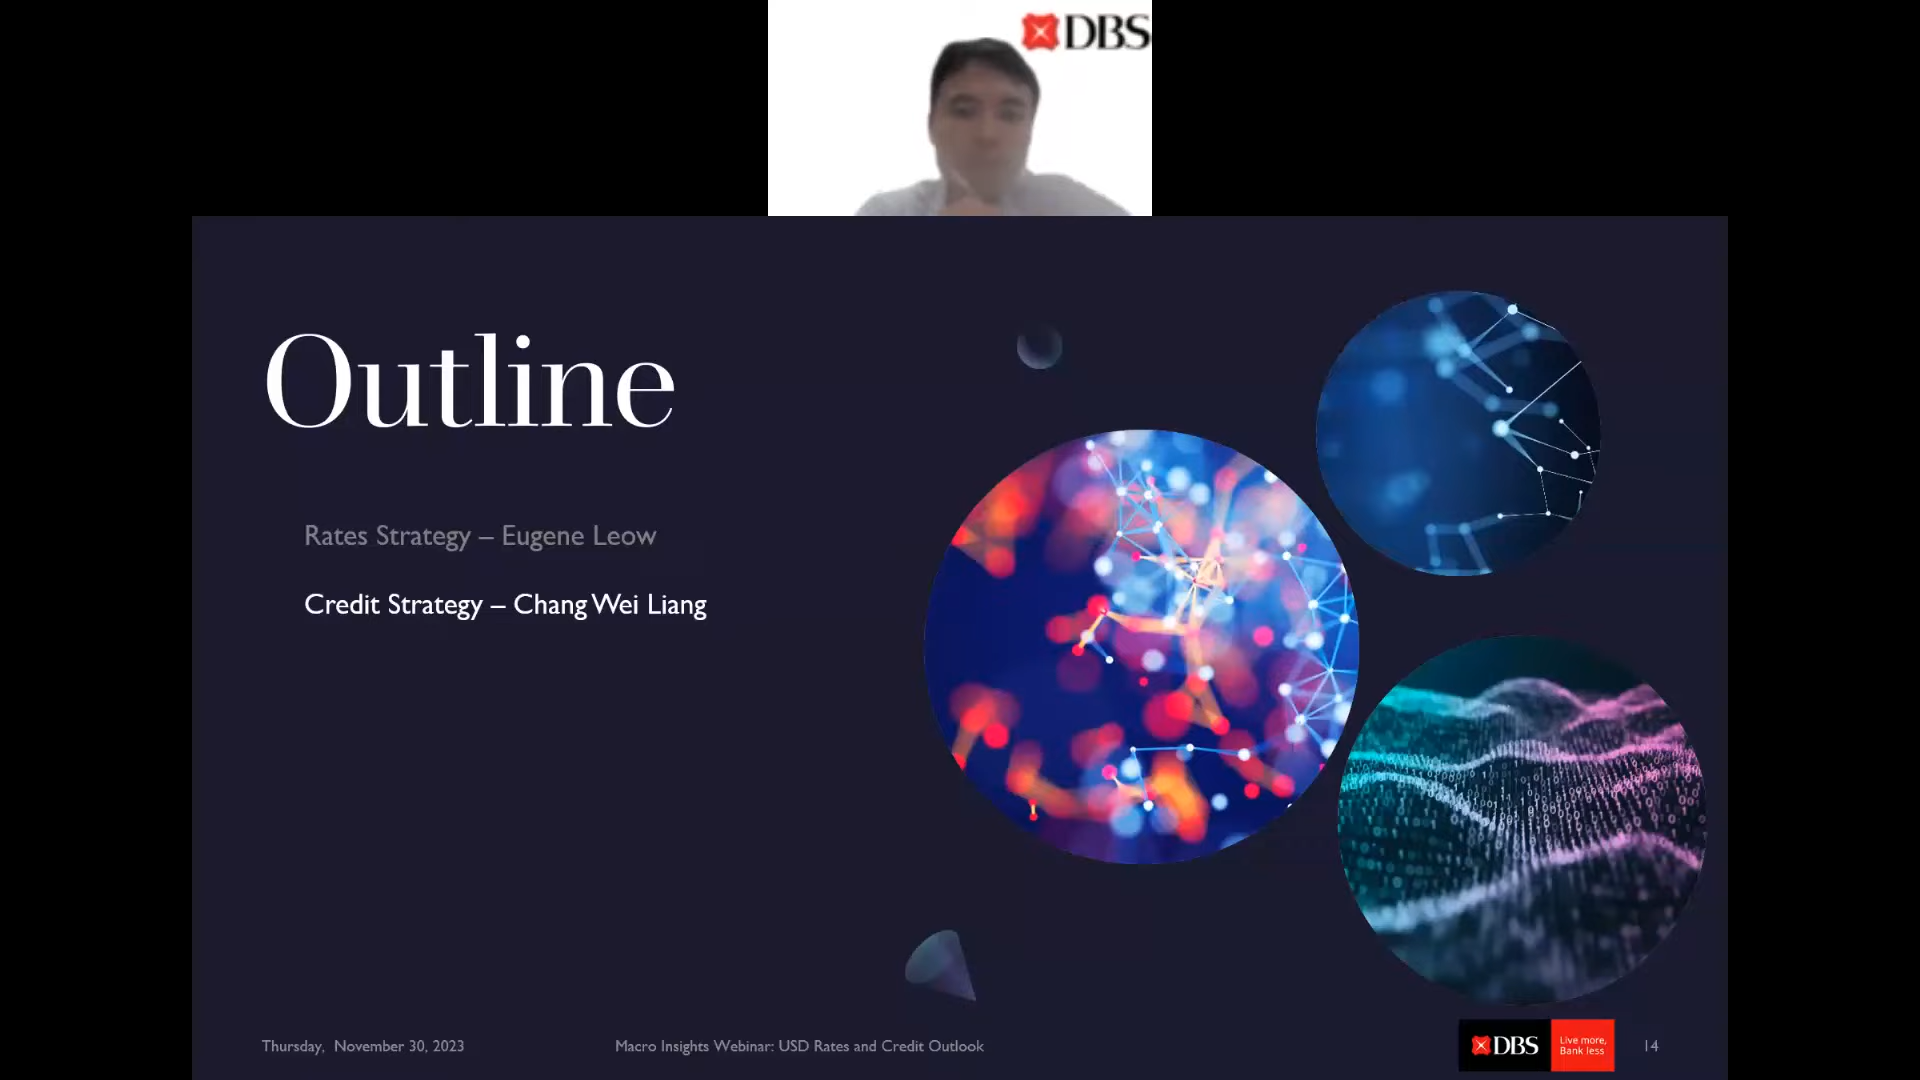 DBS
Outline
Rates Strategy – Eugene Leow
Credit Strategy – Chang Wei Liang
Thursday, November 30, 2023
Macro Insights Webinar: USD Rates and Credit Outlook
DBS
Live more,
Bank less
14